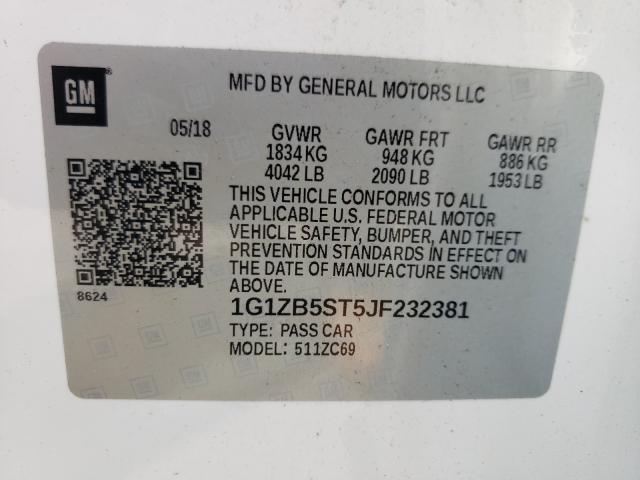 GM
MFD BY GENERAL MOTORS LLC
05/18 GVWR GAWR FRT GAWR RR
1834 KG 948 KG 886 KG
4042 LB 2090 LB 1953 LB
THIS VEHICLE CONFORMS TO ALL
APPLICABLE U.S. FEDERAL MOTOR
VEHICLE SAFETY, BUMPER, AND THEFT
PREVENTION STANDARDS IN EFFECT ON
THE DATE OF MANUFACTURE SHOWN
ABOVE.
8624
1G1ZB5ST5JF232381
TYPE: PASS CAR
MODEL: 511ZC69